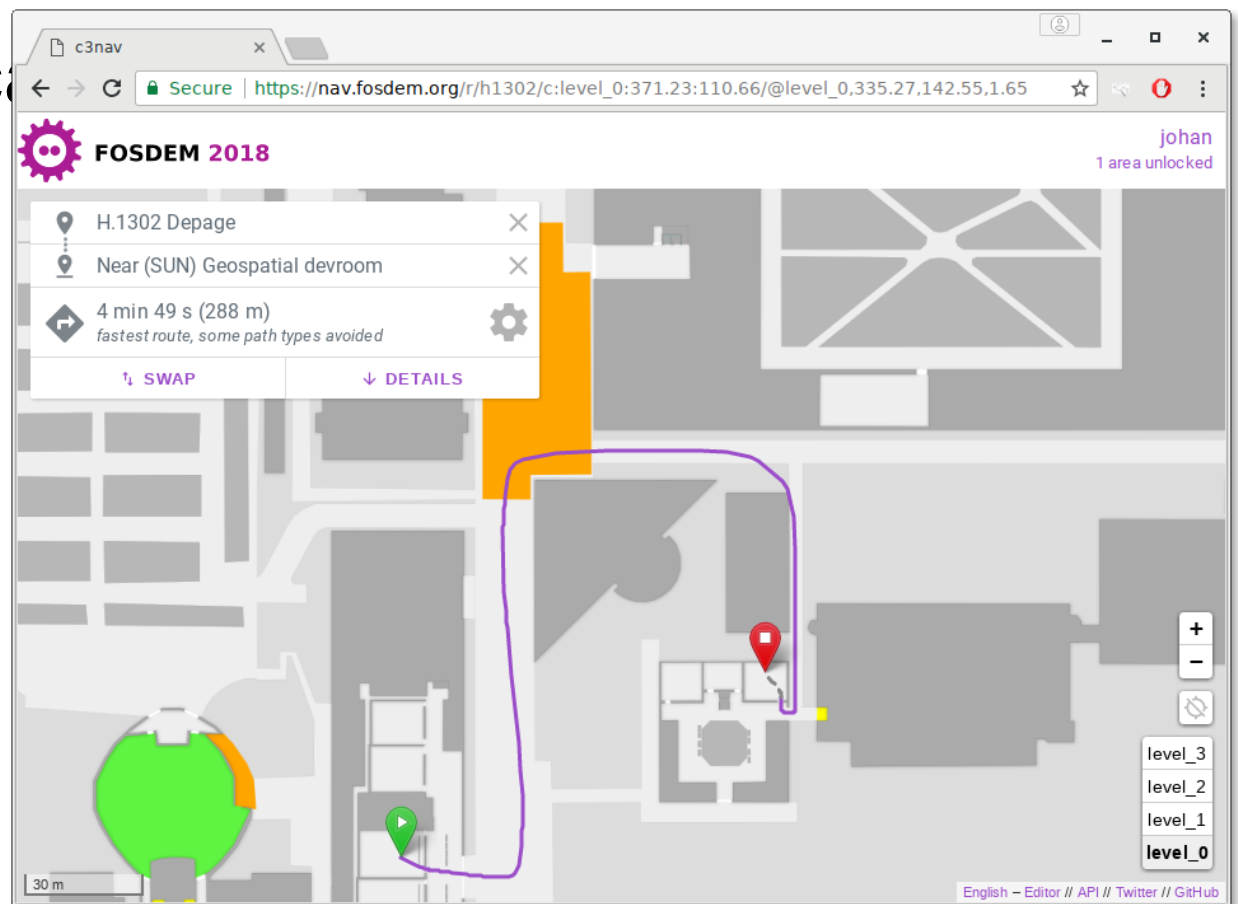 c3nav
Secure | https://nav.fosdem.org/r/h1302/c:level_0:371.23:110.66/@level_0,335.27,142.55,1.65
FOSDEM 2018
johan
1 area unlocked
H.1302 Depage
Near (SUN) Geospatial devroom
4 min 49 s (288 m)
fastest route, some path types avoided
SWAP
DETAILS
+
−
level_3
level_2
level_1
level_0
30 m
English – Editor // API // Twitter // GitHub